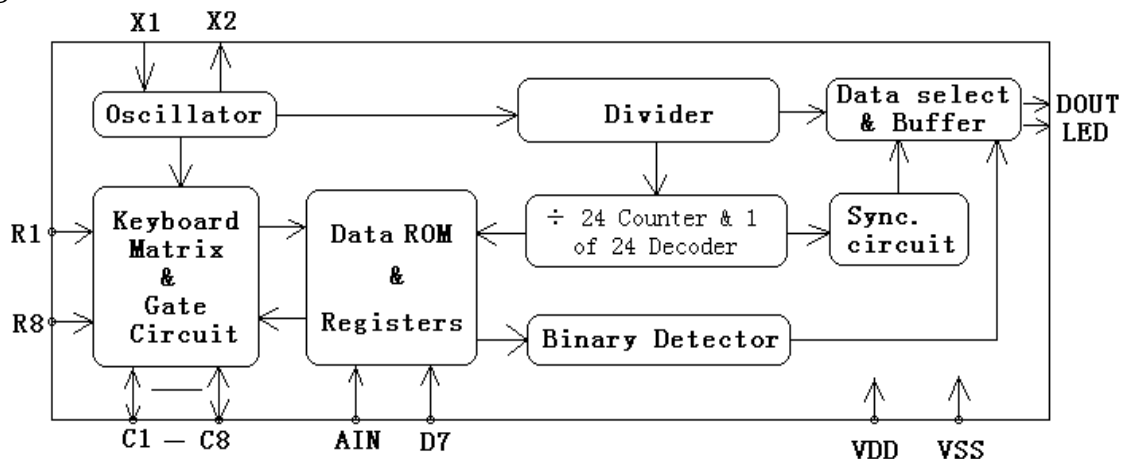 X1
X2
Oscillator
Divider
Data select
& Buffer
DOUT
LED
R1
R8
Keyboard
Matrix
&
Gate
Circuit
Data ROM
&
Registers
÷ 24 Counter & 1
of 24 Decoder
Sync.
circuit
Binary Detector
C1 — C8
AIN
D7
VDD
VSS